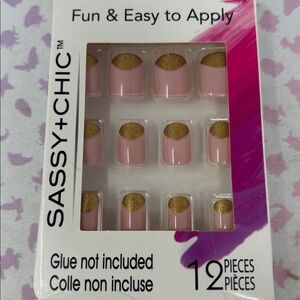 Fun & Easy to Apply
SASSY+CHIC™
Glue not included
Colle non incluse
12 PIECES
PIÈCES